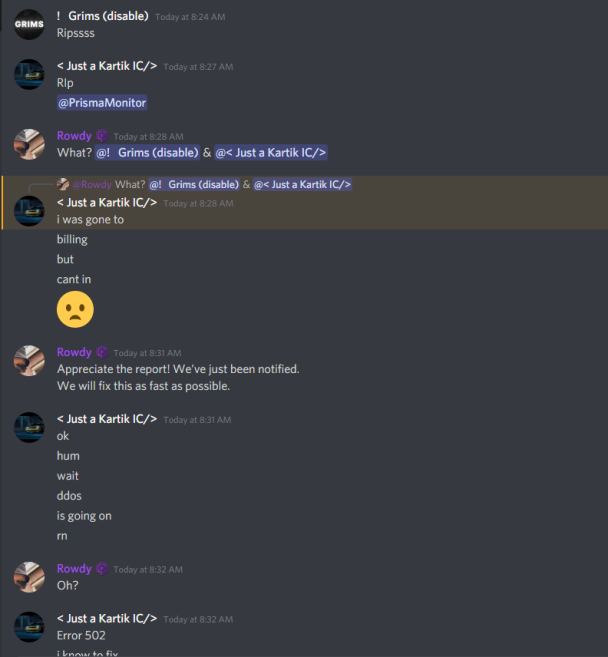 GRIMS
! Grims (disable) Today at 8:24 AM
Ripssss
< Just a Kartik IC/> Today at 8:27 AM
RIp
@PrismaMonitor
Rowdy Today at 8:28 AM
What? @! Grims (disable) & @< Just a Kartik IC/>
@Rowdy What? @! Grims (disable) & @< Just a Kartik IC/>
< Just a Kartik IC/> Today at 8:28 AM
i was gone to
billing
but
cant in
Rowdy Today at 8:31 AM
Appreciate the report! We've just been notified.
We will fix this as fast as possible.
< Just a Kartik IC/> Today at 8:31 AM
ok
hum
wait
ddos
is going on
rn
Rowdy Today at 8:32 AM
Oh?
< Just a Kartik IC/> Today at 8:32 AM
Error 502
i know to fix